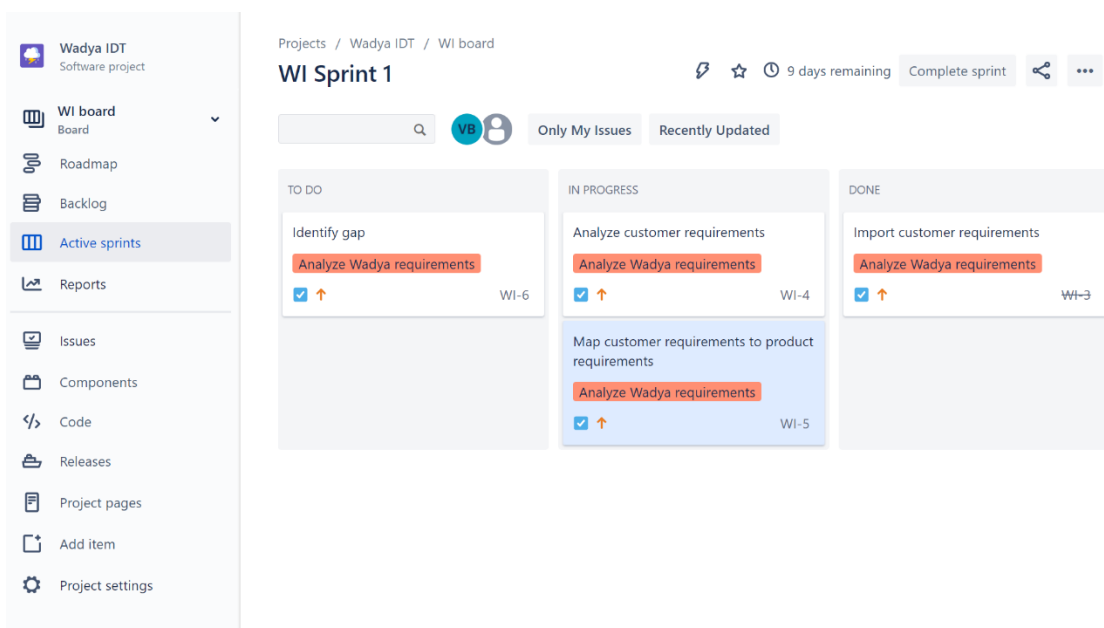 Wadya IDT
Software project
WI board
Board
Roadmap
Backlog
Active sprints
Reports
Issues
Components
Code
Releases
Project pages
Add item
Project settings
Projects / Wadya IDT / WI board
WI Sprint 1
9 days remaining
Complete sprint
VB
Only My Issues
Recently Updated
TO DO
Identify gap
Analyze Wadya requirements
WI-6
IN PROGRESS
Analyze customer requirements
Analyze Wadya requirements
WI-4
Map customer requirements to product
requirements
Analyze Wadya requirements
WI-5
DONE
Import customer requirements
Analyze Wadya requirements
WI-3